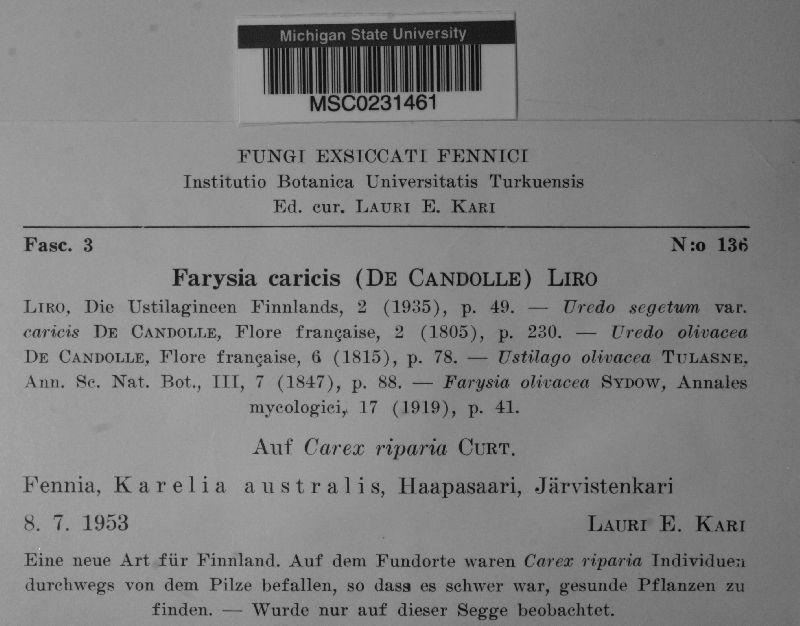 Michigan State University
MSC0231461
FUNGI EXSICCATI FENNICI
Institutio Botanica Universitatis Turkuensis
Ed. cur. LAURI E. KARI
Fasc. 3 N:o 136
Farysia caricis (DE CANDOLLE) LIRO
LIRO, Die Ustilagineen Finnlands, 2 (1935), p. 49. — Uredo segetum var.
caricis DE CANDOLLE, Flore française, 2 (1805), p. 230. — Uredo olivacea
DE CANDOLLE, Flore française, 6 (1815), p. 78. — Ustilago olivacea TULASNE,
Ann. Sc. Nat. Bot., III, 7 (1847), p. 88. — Farysia olivacea SYDOW, Annales
mycologici, 17 (1919), p. 41.
Auf Carex riparia CURT.
Fennia, Karelia australis, Haapasaari, Järvistenkari
8. 7. 1953 LAURI E. KARI
Eine neue Art für Finnland. Auf dem Fundorte waren Carex riparia Individuen
durchwegs von dem Pilze befallen, so dass es schwer war, gesunde Pflanzen zu
finden. — Wurde nur auf dieser Segge beobachtet.